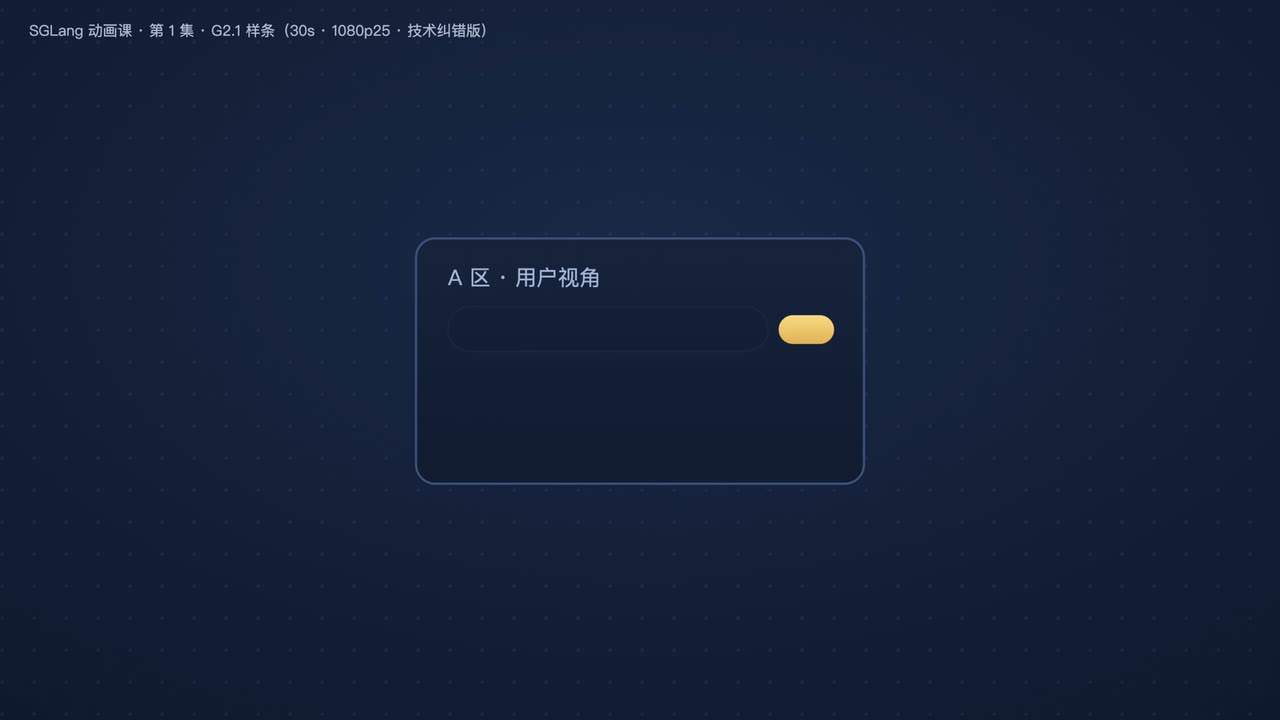 SGLang 动画课 · 第 1 集 · G2.1 样条（30s · 1080p25 · 技术纠错版）
A 区 · 用户视角